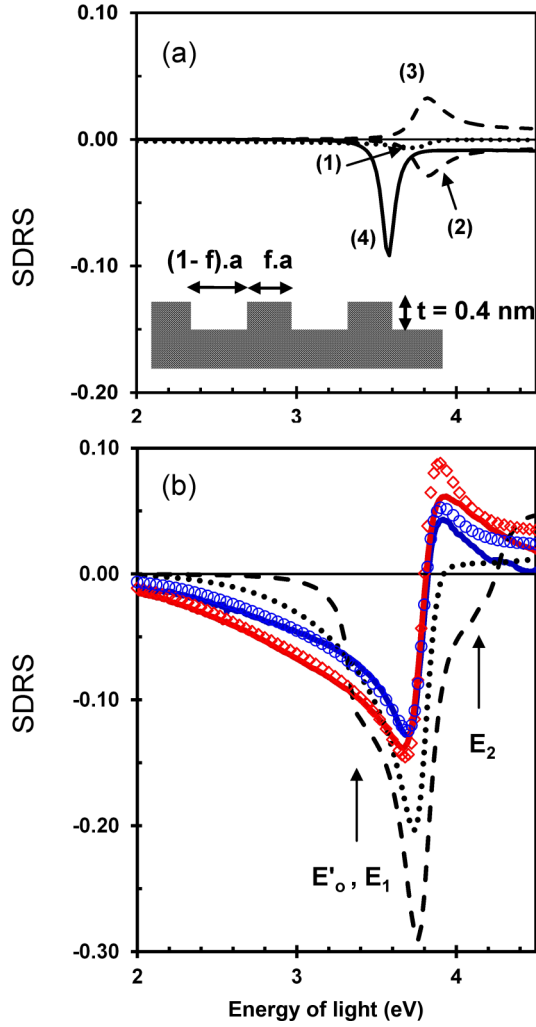 0.10
(a)
(3)
0.00
(1)
(2)
(4)
SDRS
-0.10
(1- f).a
f.a
t = 0.4 nm
-0.20
2
3
4
0.10
(b)
0.00
SDRS
-0.10
E2
-0.20
E'o , E1
-0.30
2
3
4
Energy of light (eV)